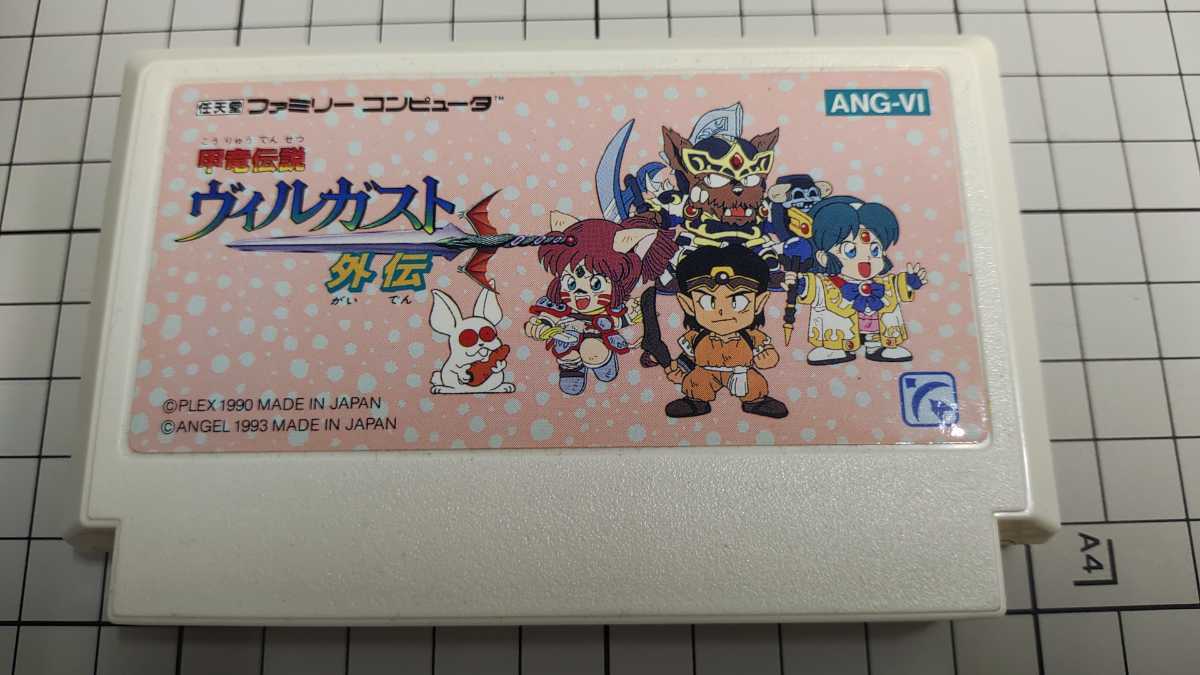 任天堂 ファミリー コンピュータ™
ANG-VI
こう りゅう でん せつ
甲竜伝説
ヴィルガスト
外伝
がい でん
©PLEX 1990 MADE IN JAPAN
©ANGEL 1993 MADE IN JAPAN
A4